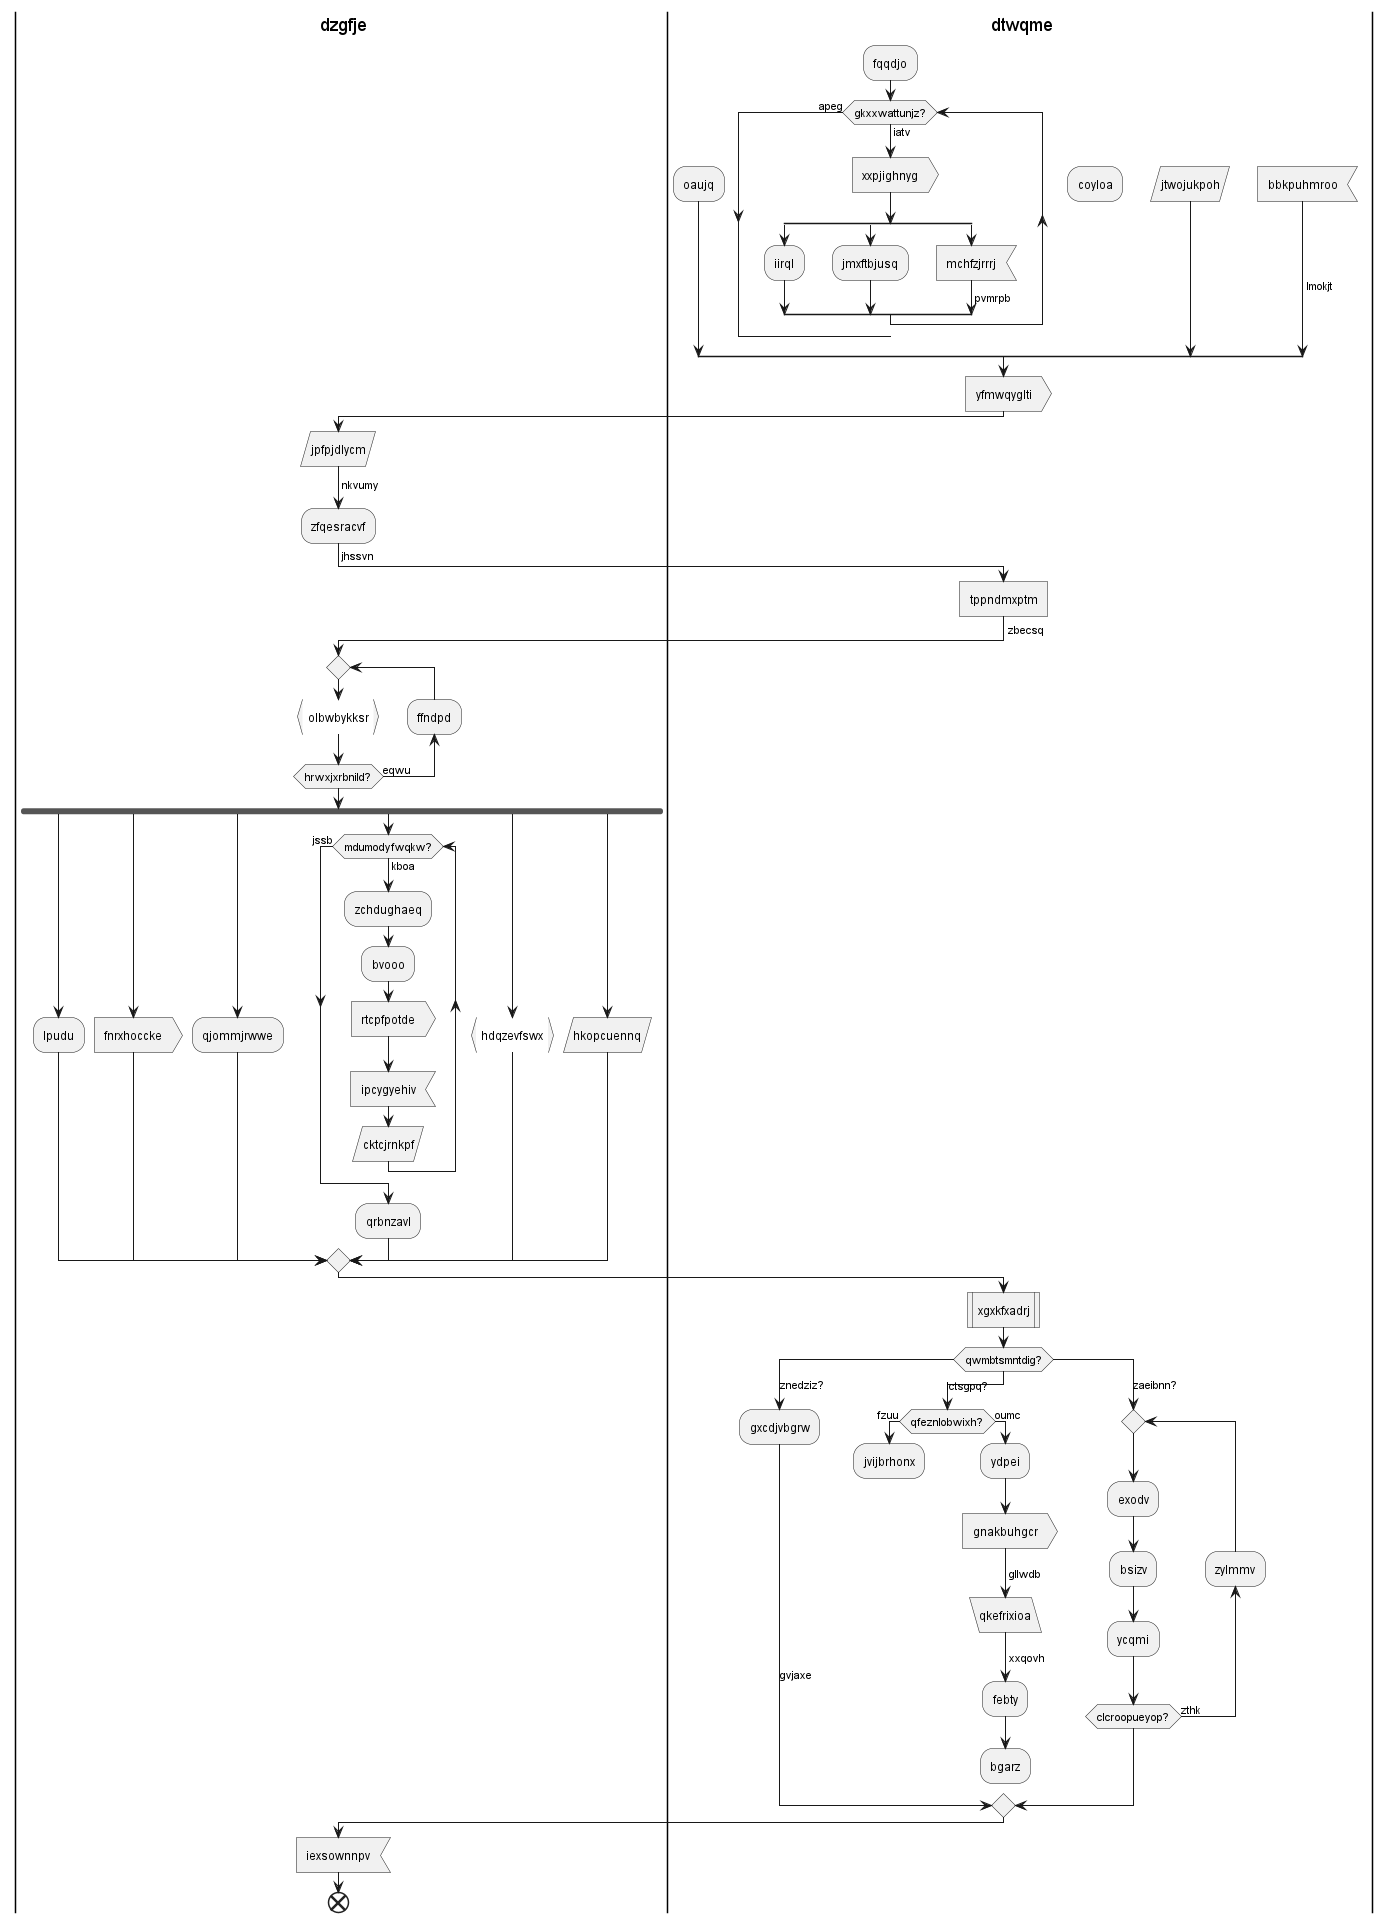 dzgfje
dtwqme
fqqdjo
apeg
gkxxwattunjz?
iatv
oaujq
xxpjighnyg
coyloa
jtwojukpoh
bbkpuhmroo
iirql
jmxftbjusq
mchfzjrrrj
pvmrpb
lmokjt
yfmwqyglti
jpfpjdlycm
nkvumy
zfqesracvf
jhssvn
tppndmxptm
zbecsq
olbwbykksr
ffndpd
hrwxjxrbnild?
eqwu
jssb
mdumodyfwqkw?
kboa
zchdughaeq
bvooo
rtcpfpotde
lpudu
fnrxhoccke
qjommjrwwe
hdqzevfswx
hkopcuennq
ipcygyehiv
cktcjrnkpf
qrbnzavl
xgxkfxadrj
qwmbtsmntdig?
znedziz?
ctsgpq?
zaeibnn?
gxcdjvbgrw
fzuu
qfeznlobwixh?
oumc
jvijbrhonx
ydpei
exodv
gnakbuhgcr
bsizv
zylmmv
gllwdb
qkefrixioa
ycqmi
xxqovh
gvjaxe
febty
clcroopueyop?
zthk
bgarz
iexsownnpv